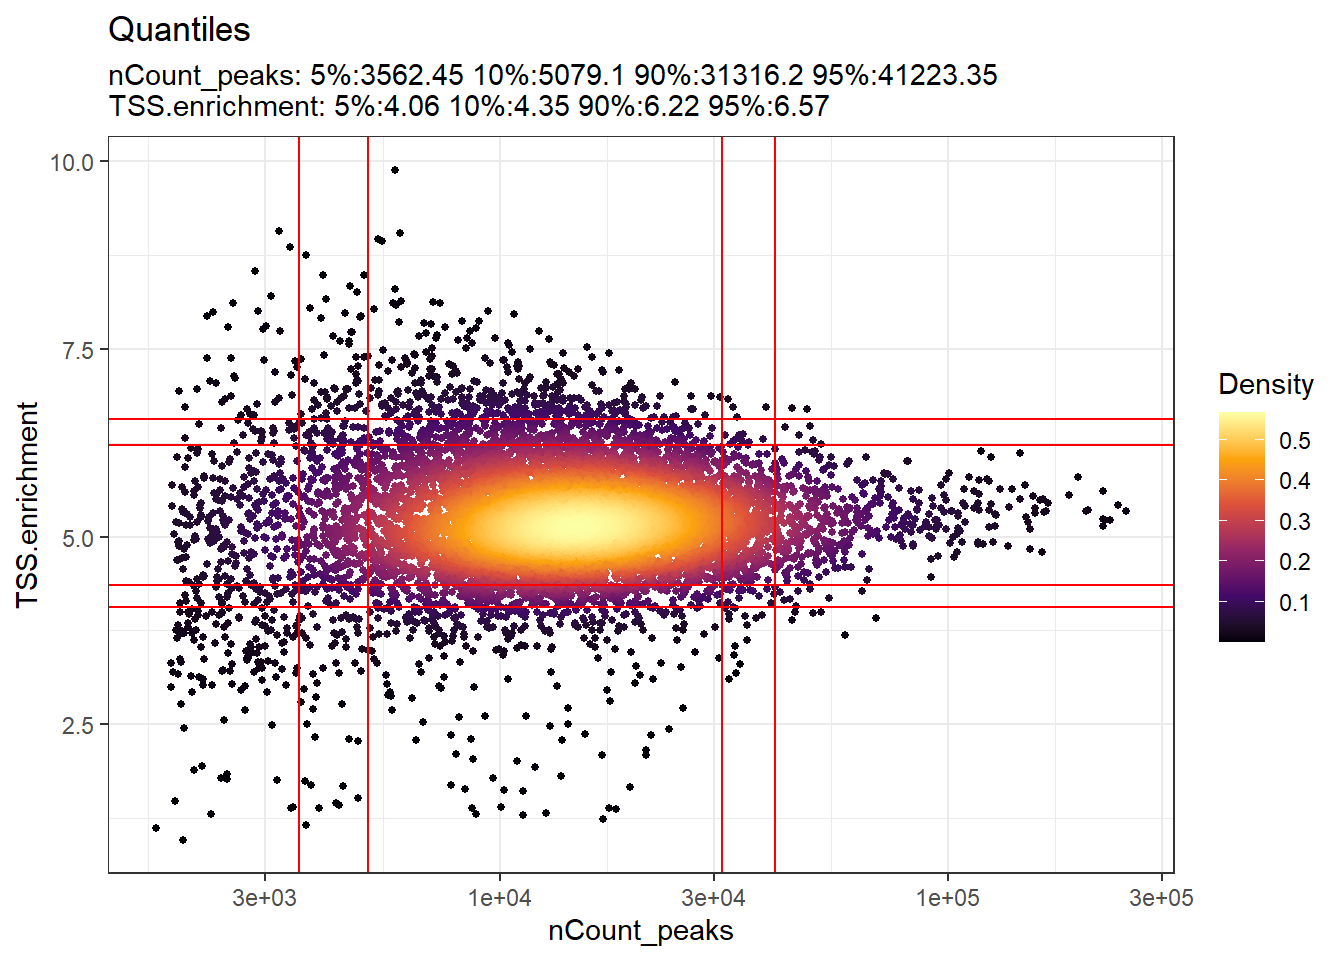 Quantiles
nCount_peaks: 5%:3562.45 10%:5079.1 90%:31316.2 95%:41223.35
TSS.enrichment: 5%:4.06 10%:4.35 90%:6.22 95%:6.57
10.0
7.5
5.0
2.5
TSS.enrichment
3e+03
1e+04
3e+04
1e+05
3e+05
nCount_peaks
Density
0.5
0.4
0.3
0.2
0.1